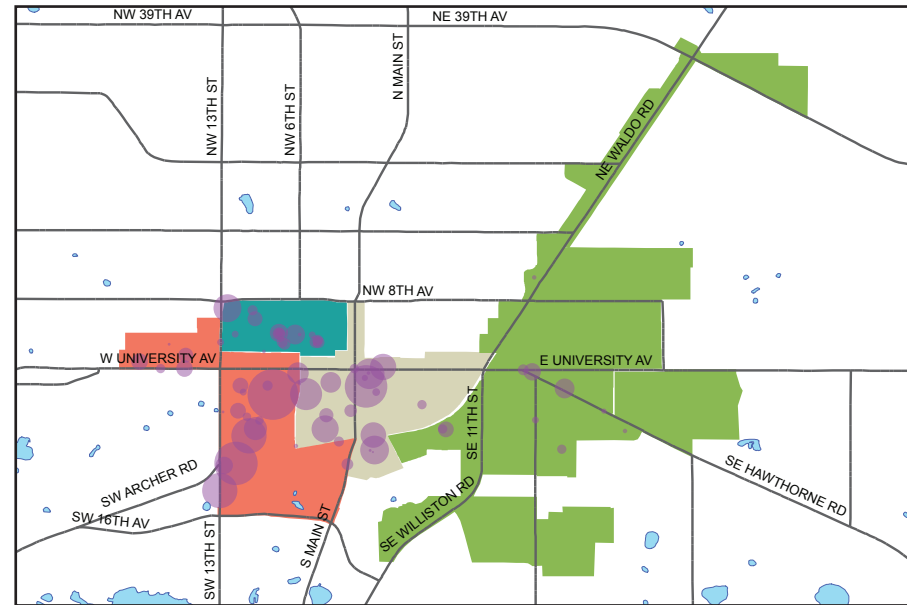 NW 39TH AV
NE 39TH AV
NW 13TH ST
NW 6TH ST
N MAIN ST
NE WALDO RD
NW 8TH AV
W UNIVERSITY AV
E UNIVERSITY AV
SE 11TH ST
SW ARCHER RD
SW 16TH AV
SW 13TH ST
S MAIN ST
SE WILLISTON RD
SE HAWTHORNE RD